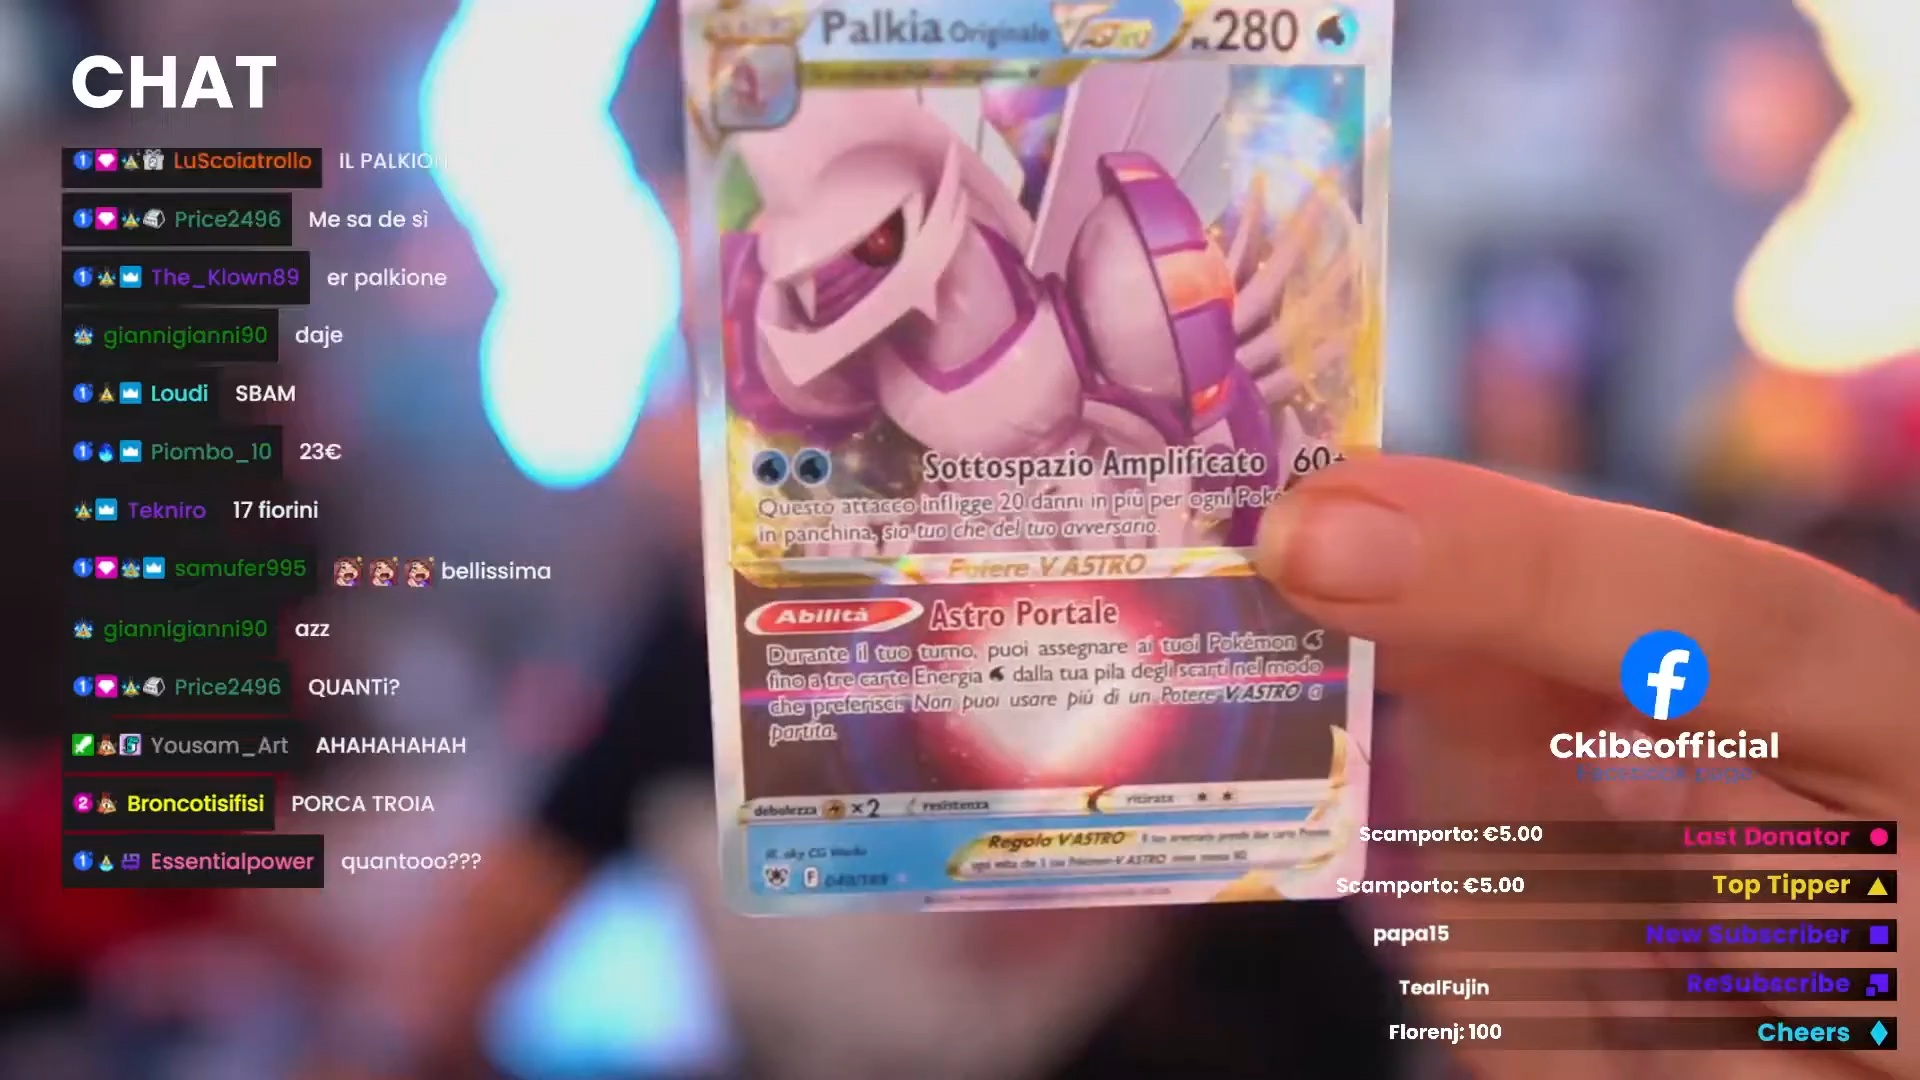 CHAT
LuScoiatrollo IL PALKIO
Price2496 Me sa de sì
The_Klown89 er palkione
giannigianni90 daje
Loudi SBAM
Piombo_10 23€
Tekniro 17 fiorini
samufer995 bellissima
giannigianni90 azz
Price2496 QUANTi?
Yousam_Art AHAHAHAHAH
Broncotisifisi PORCA TROIA
Essentialpower quantooo???
Palkia Originale V ASTRO 280
Sottospazio Amplificato 60+
Questo attacco infligge 20 danni in più per ogni Poké
in panchina, sia tuo che del tuo avversario.
Potere V ASTRO
Abilità Astro Portale
Durante il tuo turno, puoi assegnare ai tuoi Pokémon
fino a tre carte Energia dalla tua pila degli scarti nel modo
che preferisci. Non puoi usare più di un Potere V ASTRO a
partita.
debolezza ×2 resistenza ritirata
Regola V ASTRO
F
Ckibeofficial
Facebook page
Scamporto: €5.00 Last Donator
Scamporto: €5.00 Top Tipper
papa15 New Subscriber
TealFujin ReSubscribe
Florenj: 100 Cheers